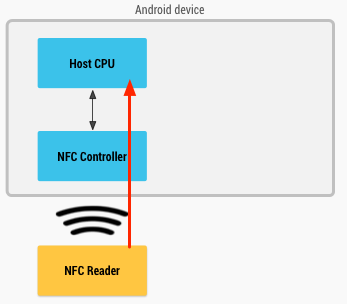 Android device
Host CPU
NFC Controller
NFC Reader